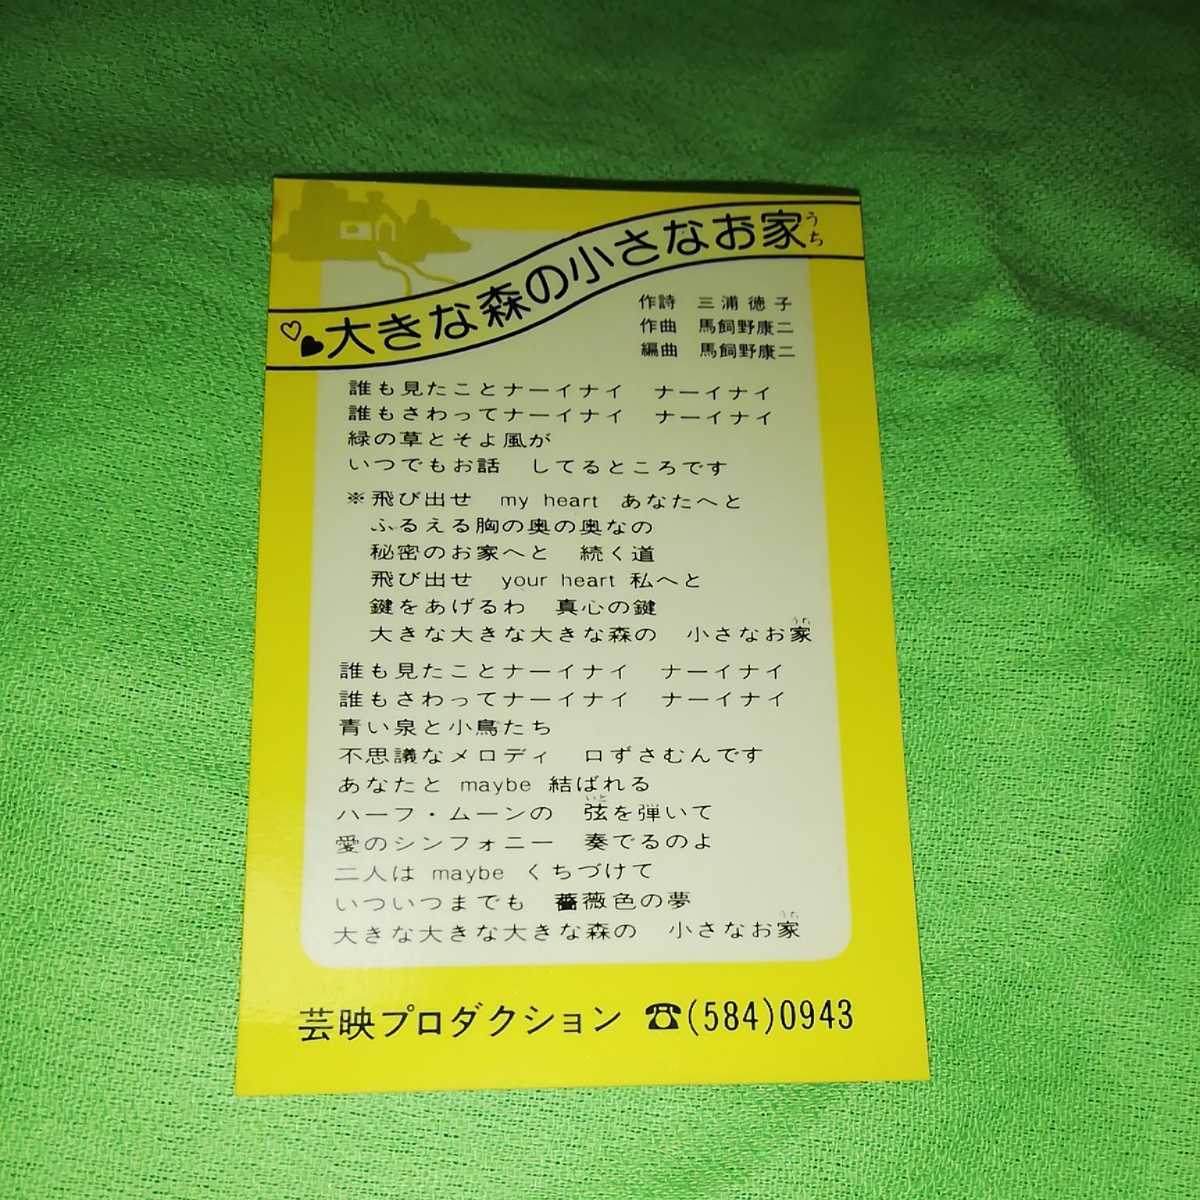 大きな森の小さなお家
うち
作詩　三浦徳子
作曲　馬飼野康二
編曲　馬飼野康二
誰も見たことナーイナイ　ナーイナイ
誰もさわってナーイナイ　ナーイナイ
緑の草とそよ風が
いつでもお話　してるところです
※飛び出せ　my heart　あなたへと
ふるえる胸の奥の奥なの
秘密のお家へと　続く道
飛び出せ　your heart 私へと
鍵をあげるわ　真心の鍵
うち
大きな大きな大きな森の　小さなお家
誰も見たことナーイナイ　ナーイナイ
誰もさわってナーイナイ　ナーイナイ
青い泉と小鳥たち
不思議なメロディ　口ずさむんです
あなたと maybe 結ばれる
いと
ハーフ・ムーンの　弦を弾いて
愛のシンフォニー　奏でるのよ
二人は maybe くちづけて
いついつまでも　薔薇色の夢
うち
大きな大きな大きな森の　小さなお家
芸映プロダクション ☎(584)0943